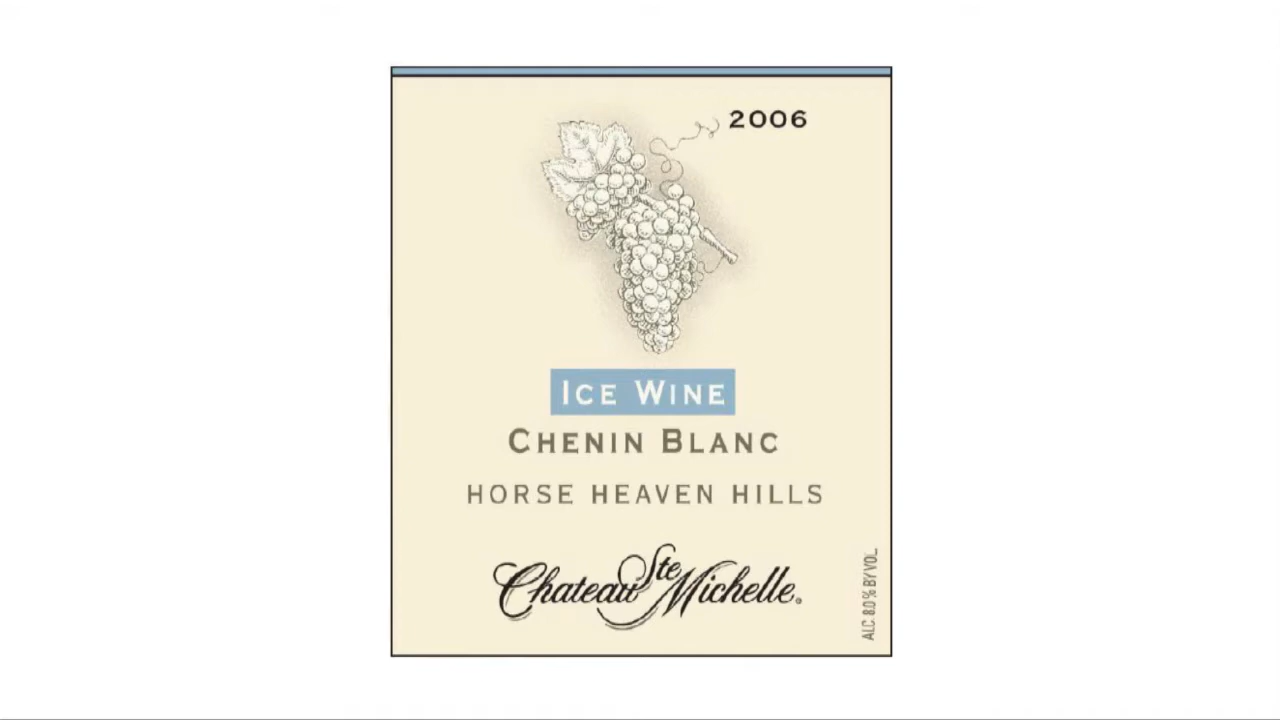 2006
ICE WINE
CHENIN BLANC
HORSE HEAVEN HILLS
Chateau Ste Michelle
ALC. 8.0% BY VOL.